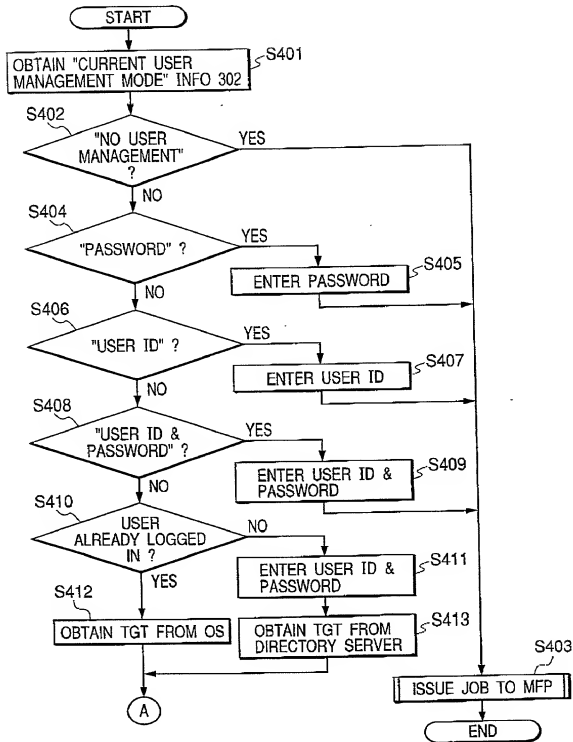 START
OBTAIN "CURRENT USER
MANAGEMENT MODE" INFO 302
S401
S402
"NO USER
MANAGEMENT"
?
YES
NO
S404
"PASSWORD" ?
YES
ENTER PASSWORD
S405
NO
S406
"USER ID" ?
YES
ENTER USER ID
S407
NO
S408
"USER ID &
PASSWORD" ?
YES
ENTER USER ID &
PASSWORD
S409
NO
S410
USER
ALREADY LOGGED
IN ?
NO
ENTER USER ID &
PASSWORD
S411
YES
S412
OBTAIN TGT FROM OS
OBTAIN TGT FROM
DIRECTORY SERVER
S413
S403
ISSUE JOB TO MFP
A
END